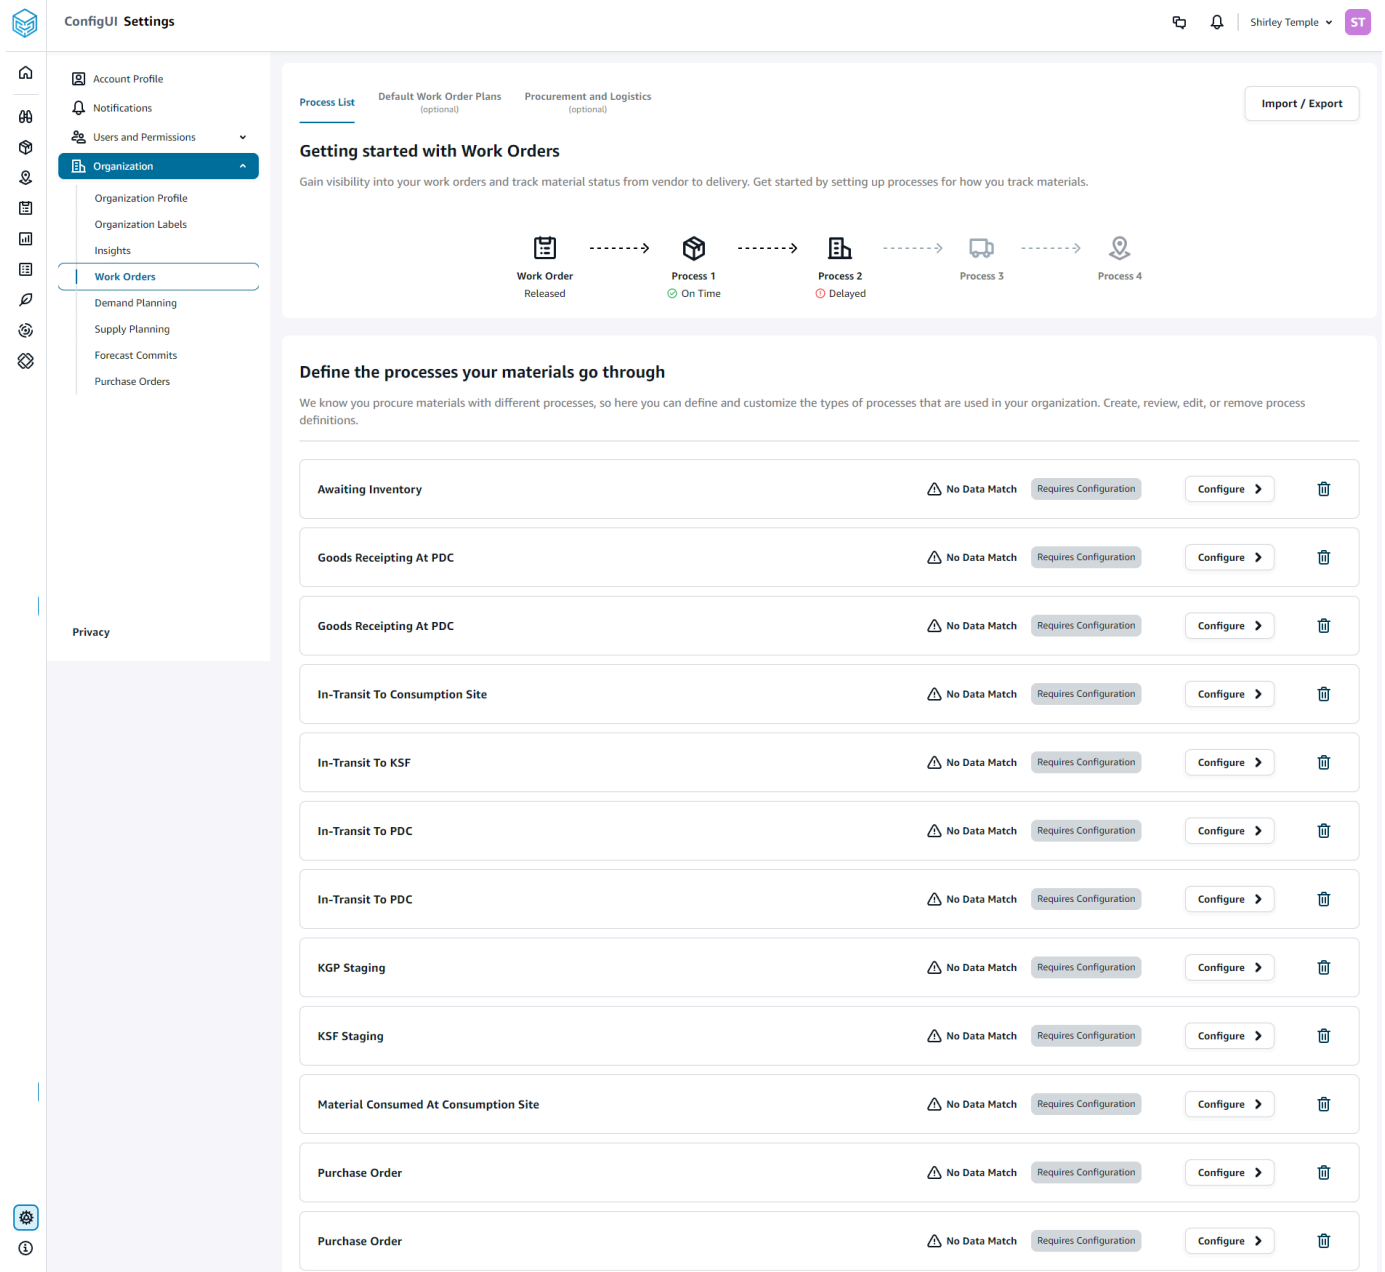 ConfigUI Settings
Shirley Temple
ST
Account Profile
Notifications
Users and Permissions
Organization
Organization Profile
Organization Labels
Insights
Work Orders
Demand Planning
Supply Planning
Forecast Commits
Purchase Orders
Privacy
Process List
Default Work Order Plans
(optional)
Procurement and Logistics
(optional)
Import / Export
Getting started with Work Orders
Gain visibility into your work orders and track material status from vendor to delivery. Get started by setting up processes for how you track materials.
Work Order
Released
Process 1
On Time
Process 2
Delayed
Process 3
Process 4
Define the processes your materials go through
We know you procure materials with different processes, so here you can define and customize the types of processes that are used in your organization. Create, review, edit, or remove process
definitions.
Awaiting Inventory No Data Match Requires Configuration Configure
Goods Receipting At PDC No Data Match Requires Configuration Configure
Goods Receipting At PDC No Data Match Requires Configuration Configure
In-Transit To Consumption Site No Data Match Requires Configuration Configure
In-Transit To KSF No Data Match Requires Configuration Configure
In-Transit To PDC No Data Match Requires Configuration Configure
In-Transit To PDC No Data Match Requires Configuration Configure
KGP Staging No Data Match Requires Configuration Configure
KSF Staging No Data Match Requires Configuration Configure
Material Consumed At Consumption Site No Data Match Requires Configuration Configure
Purchase Order No Data Match Requires Configuration Configure
Purchase Order No Data Match Requires Configuration Configure